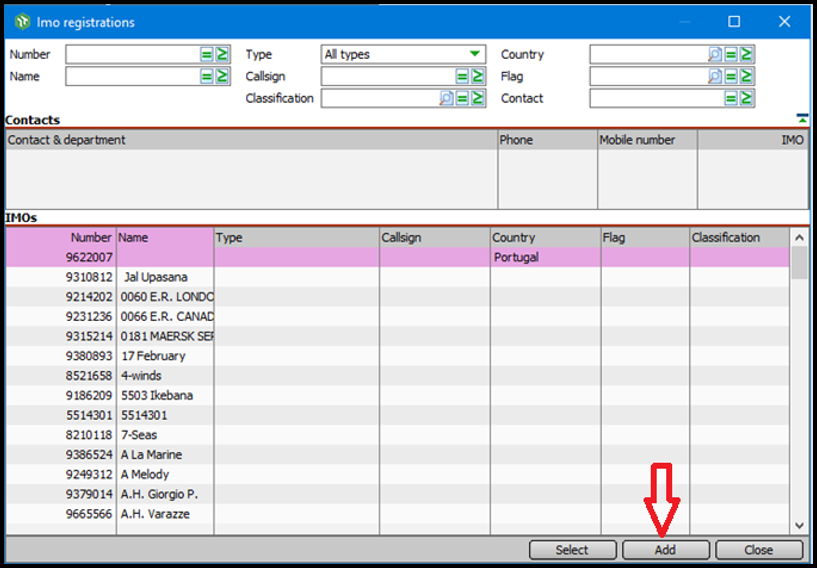 Imo registrations
Number Type All types Country
Name Callsign Flag
Classification Contact
Contacts
Contact & department Phone Mobile number IMO
IMOs
Number Name Type Callsign Country Flag Classification
9622007 Portugal
9310812 Jal Upasana
9214202 0060 E.R. LONDO
9231236 0066 E.R. CANAD
9315214 0181 MAERSK SER
9380893 17 February
8521658 4-winds
9186209 5503 Ikebana
5514301 5514301
8210118 7-Seas
9386524 A La Marine
9249312 A Melody
9379014 A.H. Giorgio P.
9665566 A.H. Varazze
Select Add Close